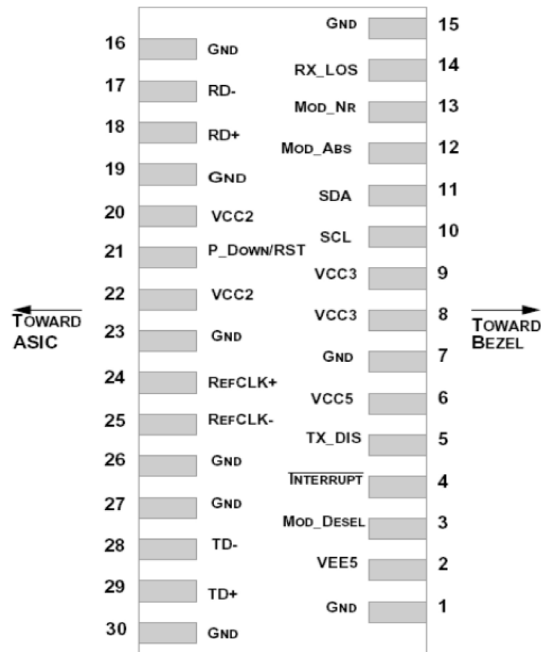 GND 15
16 GND
RX_LOS 14
17 RD-
MOD_NR 13
18 RD+
MOD_ABS 12
19 GND
SDA 11
20 VCC2
SCL 10
21 P_DOWN/RST
VCC3 9
22 VCC2
VCC3 8
TOWARD
ASIC
TOWARD
BEZEL
23 GND
GND 7
24 REFCLK+
VCC5 6
25 REFCLK-
TX_DIS 5
26 GND
INTERRUPT 4
27 GND
MOD_DESEL 3
28 TD-
VEE5 2
29 TD+
GND 1
30 GND